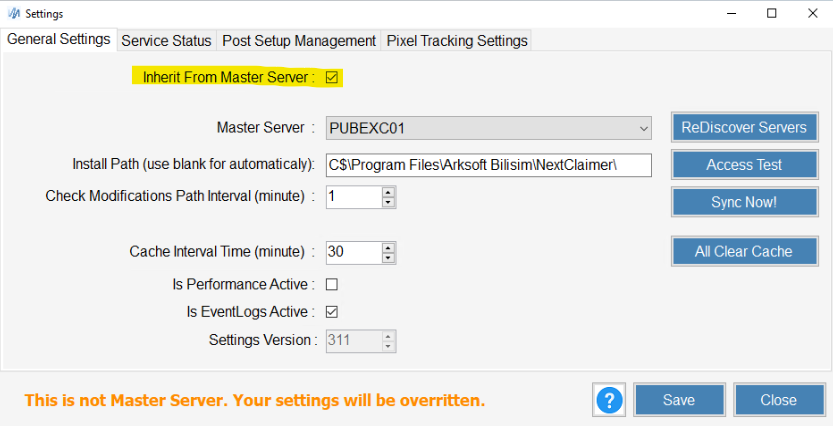 Settings
General Settings Service Status Post Setup Management Pixel Tracking Settings
Inherit From Master Server :
Master Server : PUBEXC01 ReDiscover Servers
Install Path (use blank for automaticaly): C$\Program Files\Arksoft Bilisim\NextClaimer\ Access Test
Check Modifications Path Interval (minute) : 1 Sync Now!
Cache Interval Time (minute) : 30 All Clear Cache
Is Performance Active :
Is EventLogs Active :
Settings Version : 311
This is not Master Server. Your settings will be overritten. ? Save Close